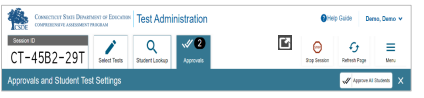 CONNECTICUT STATE DEPARTMENT OF EDUCATION
COMPREHENSIVE ASSESSMENT PROGRAM
CSDE
Test Administration
Help Guide
Demo, Demo
Session ID
CT-45B2-29T
Select Tests
Student Lookup
2
Approvals
STOP
Stop Session
Refresh Page
Menu
Approvals and Student Test Settings
Approve All Students
X